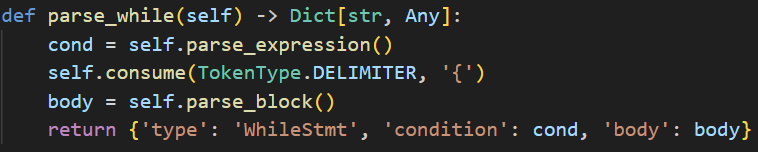 def parse_while(self) -> Dict[str, Any]:
    cond = self.parse_expression()
    self.consume(TokenType.DELIMITER, '{')
    body = self.parse_block()
    return {'type': 'WhileStmt', 'condition': cond, 'body': body}